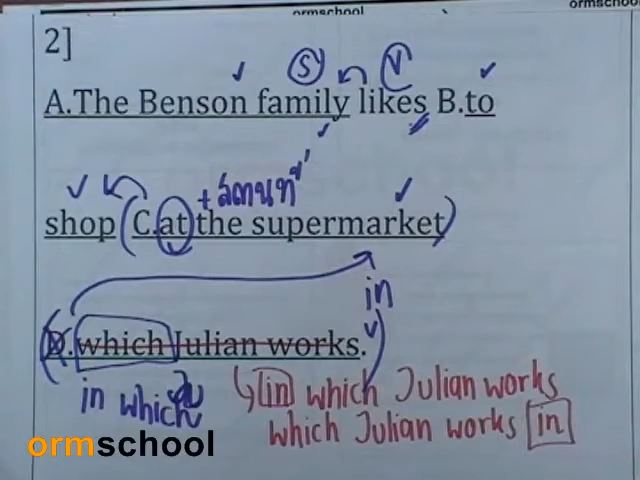 ormschool
ormschool
2]
S V
A.The Benson family likes B.to
+ สถานที่
shop (C.at the supermarket)
in
(D.which Julian works.)
in which
[in] which Julian works
which Julian works [in]
ormschool